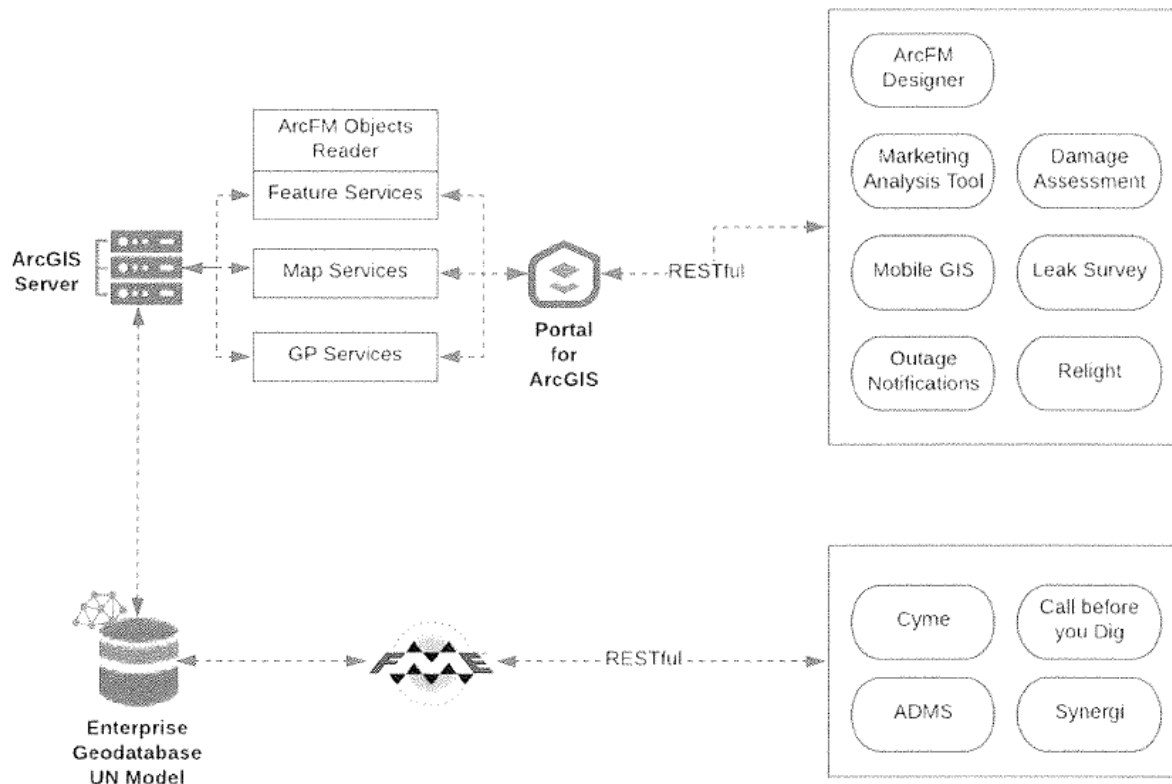 ArcFM
Designer
ArcFM Objects
Reader
Marketing
Analysis Tool
Damage
Assessment
Feature Services
ArcGIS
Server
Map Services
RESTful
Mobile GIS
Leak Survey
Portal
for
ArcGIS
GP Services
Outage
Notifications
Relight
Cyme
Call before
you Dig
FME
RESTful
ADMS
Synergi
Enterprise
Geodatabase
UN Model